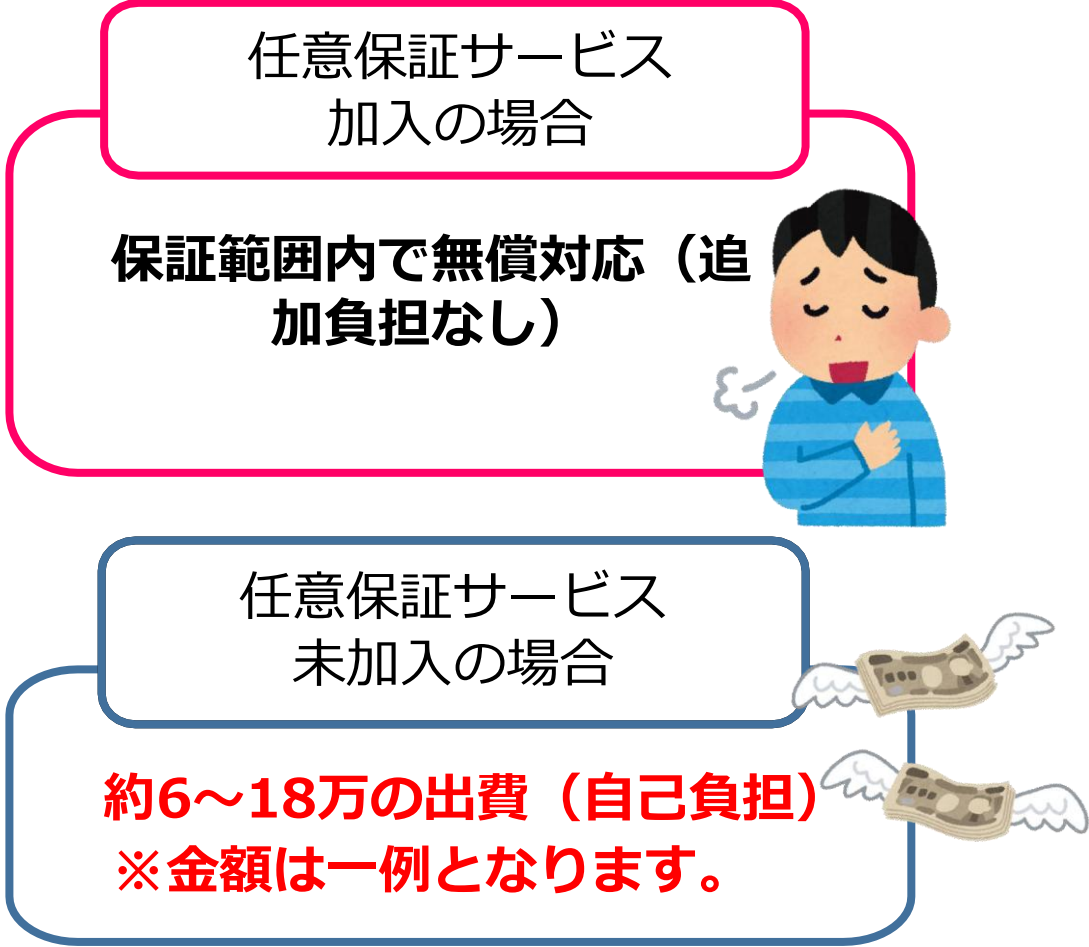 任意保証サービス
加入の場合
保証範囲内で無償対応（追
加負担なし）
任意保証サービス
未加入の場合
約6～18万の出費（自己負担）
※金額は一例となります。